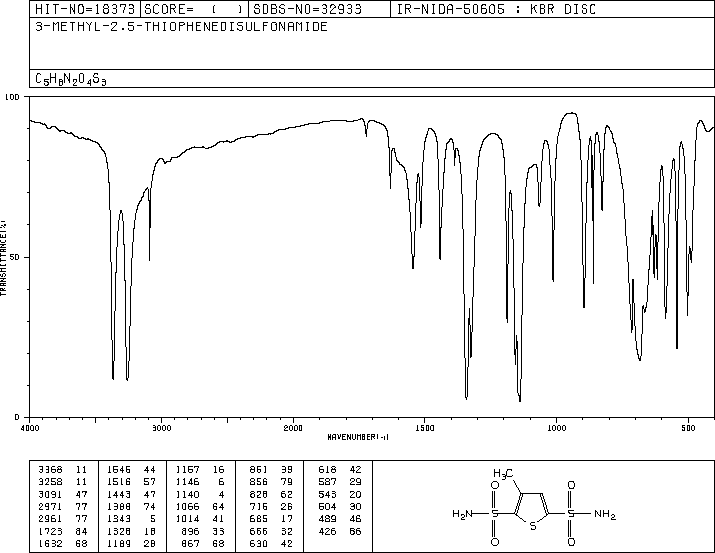 HIT-NO=18373 SCORE= ( ) SDBS-NO=32933 IR-NIDA-50605 : KBR DISC
3-METHYL-2,5-THIOPHENEDISULFONAMIDE
C5H8N2O4S3
100
50
0
TRANSMITTANCE(%)
4000 3000 2000 1500 1000 500
WAVENUMBER(-1)
3368 11 1546 44 1157 16 861 39 618 42
3258 11 1516 57 1146 6 856 79 587 29
3091 47 1443 47 1140 4 828 62 543 20
2971 77 1388 74 1066 64 716 26 504 30
2961 77 1343 5 1014 41 685 17 489 46
1723 84 1328 18 896 33 666 32 426 86
1632 68 1189 28 867 68 630 42
H3C
O O
H2N S S S NH2
O O